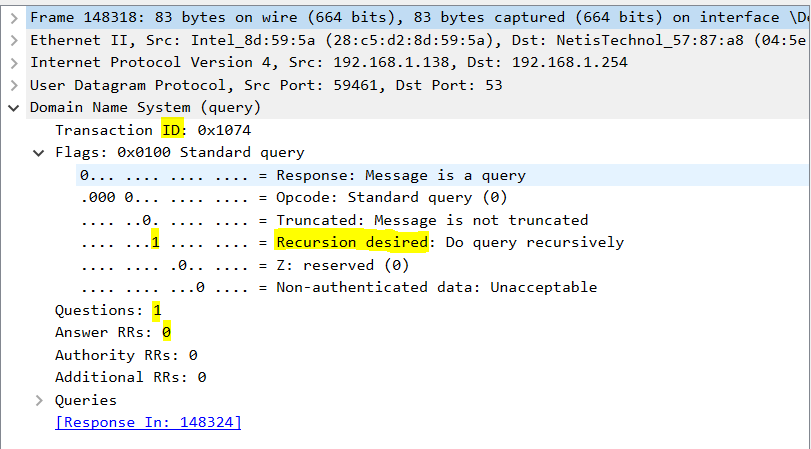 Frame 148318: 83 bytes on wire (664 bits), 83 bytes captured (664 bits) on interface
Ethernet II, Src: Intel_8d:59:5a (28:c5:d2:8d:59:5a), Dst: NetisTechnol_57:87:a8 (04:5e
Internet Protocol Version 4, Src: 192.168.1.138, Dst: 192.168.1.254
User Datagram Protocol, Src Port: 59461, Dst Port: 53
Domain Name System (query)
Transaction ID: 0x1074
Flags: 0x0100 Standard query
0... .... .... .... = Response: Message is a query
.000 0... .... .... = Opcode: Standard query (0)
.... ..0. .... .... = Truncated: Message is not truncated
.... ...1 .... .... = Recursion desired: Do query recursively
.... .... .0.. .... = Z: reserved (0)
.... .... ...0 .... = Non-authenticated data: Unacceptable
Questions: 1
Answer RRs: 0
Authority RRs: 0
Additional RRs: 0
Queries
[Response In: 148324]